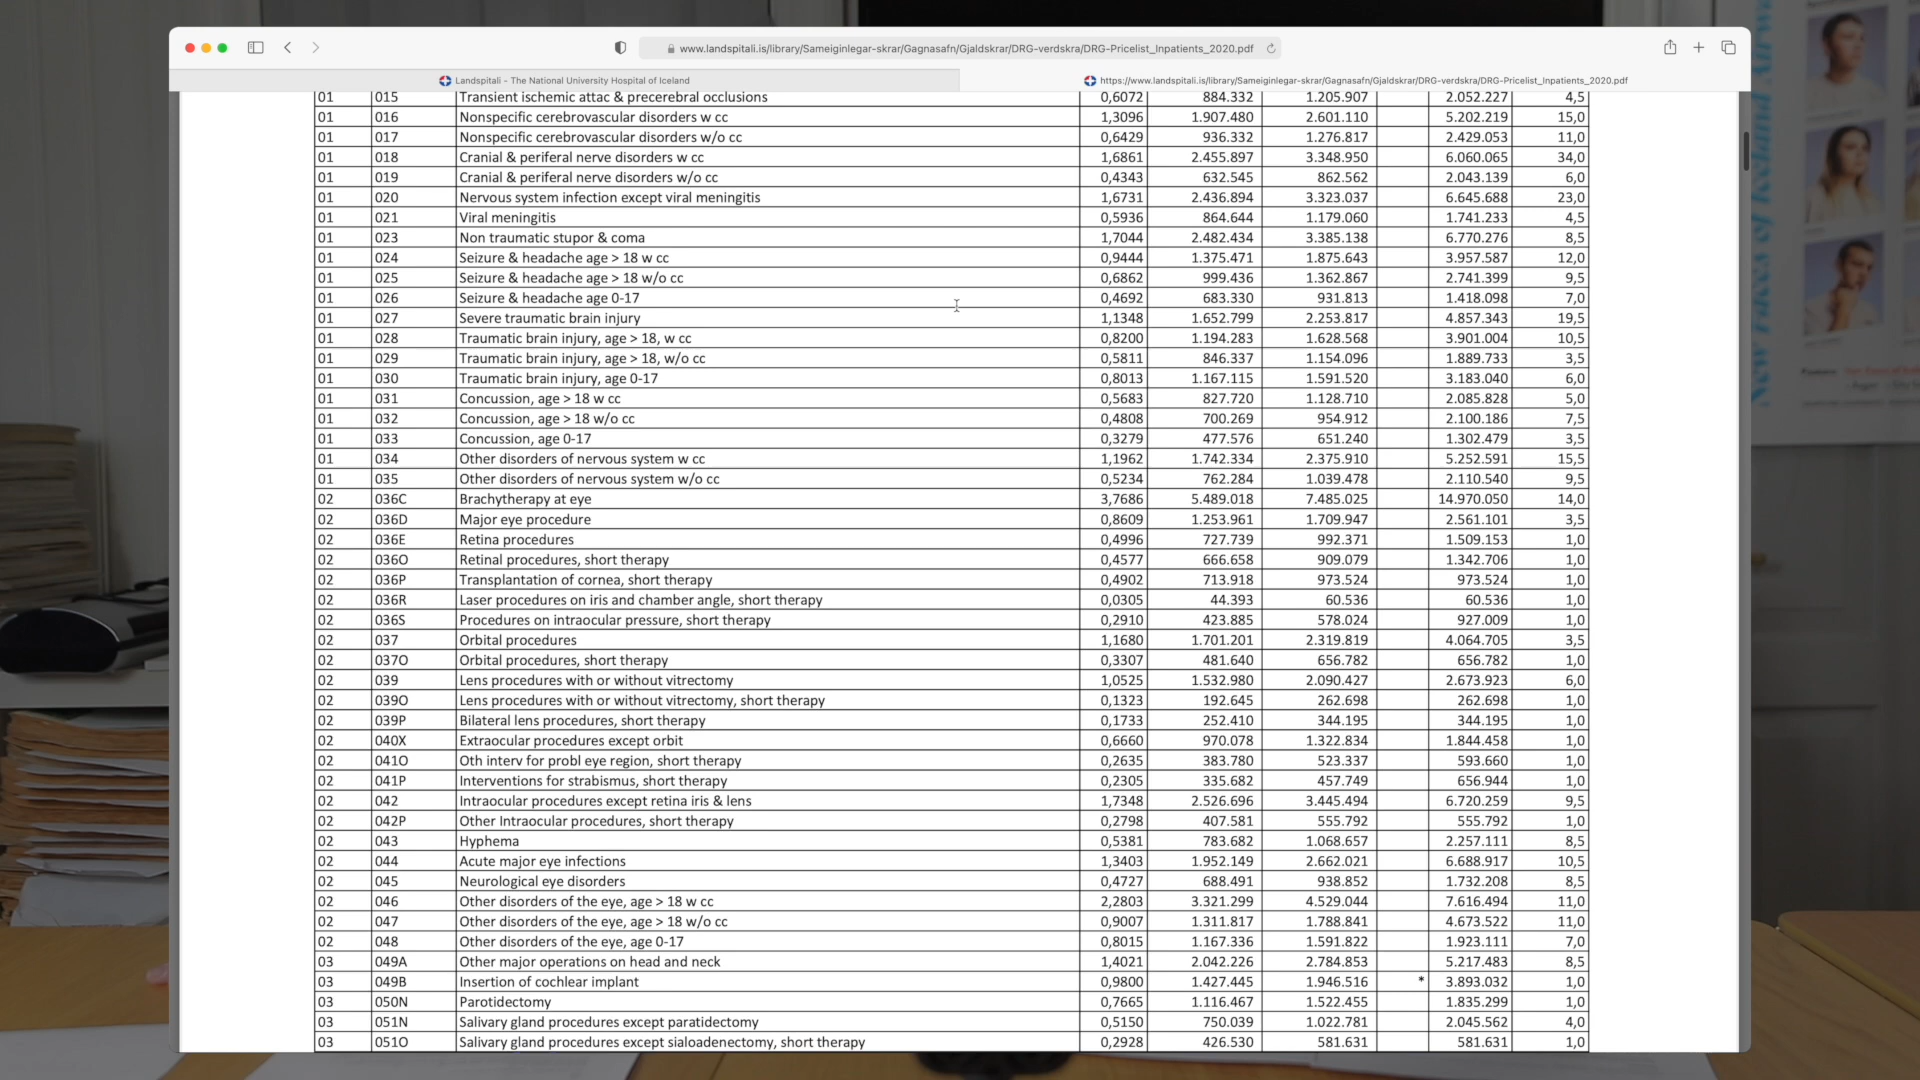 www.landspitali.is/library/Sameiginlegar-skrar/Gagnasafn/Gjaldskrar/DRG-verdskra/DRG-Pricelist_Inpatients_2020.pdf
Landspitali - The National University Hospital of Iceland
https://www.landspitali.is/library/Sameiginlegar-skrar/Gagnasafn/Gjaldskrar/DRG-verdskra/DRG-Pricelist_Inpatients_2020.pdf
01 015 Transient ischemic attac & precerebral occlusions 0,6072 884.332 1.205.907 2.052.227 4,5
01 016 Nonspecific cerebrovascular disorders w cc 1,3096 1.907.480 2.601.110 5.202.219 15,0
01 017 Nonspecific cerebrovascular disorders w/o cc 0,6429 936.332 1.276.817 2.429.053 11,0
01 018 Cranial & periferal nerve disorders w cc 1,6861 2.455.897 3.348.950 6.060.065 34,0
01 019 Cranial & periferal nerve disorders w/o cc 0,4343 632.545 862.562 2.043.139 6,0
01 020 Nervous system infection except viral meningitis 1,6731 2.436.894 3.323.037 6.645.688 23,0
01 021 Viral meningitis 0,5936 864.644 1.179.060 1.741.233 4,5
01 023 Non traumatic stupor & coma 1,7044 2.482.434 3.385.138 6.770.276 8,5
01 024 Seizure & headache age > 18 w cc 0,9444 1.375.471 1.875.643 3.957.587 12,0
01 025 Seizure & headache age > 18 w/o cc 0,6862 999.436 1.362.867 2.741.399 9,5
01 026 Seizure & headache age 0-17 0,4692 683.330 931.813 1.418.098 7,0
01 027 Severe traumatic brain injury 1,1348 1.652.799 2.253.817 4.857.343 19,5
01 028 Traumatic brain injury, age > 18, w cc 0,8200 1.194.283 1.628.568 3.901.004 10,5
01 029 Traumatic brain injury, age > 18, w/o cc 0,5811 846.337 1.154.096 1.889.733 3,5
01 030 Traumatic brain injury, age 0-17 0,8013 1.167.115 1.591.520 3.183.040 6,0
01 031 Concussion, age > 18 w cc 0,5683 827.720 1.128.710 2.085.828 5,0
01 032 Concussion, age > 18 w/o cc 0,4808 700.269 954.912 2.100.186 7,5
01 033 Concussion, age 0-17 0,3279 477.576 651.240 1.302.479 3,5
01 034 Other disorders of nervous system w cc 1,1962 1.742.334 2.375.910 5.252.591 15,5
01 035 Other disorders of nervous system w/o cc 0,5234 762.284 1.039.478 2.110.540 9,5
02 036C Brachytherapy at eye 3,7686 5.489.018 7.485.025 14.970.050 14,0
02 036D Major eye procedure 0,8609 1.253.961 1.709.947 2.561.101 3,5
02 036E Retina procedures 0,4996 727.739 992.371 1.509.153 1,0
02 036O Retinal procedures, short therapy 0,4577 666.658 909.079 1.342.706 1,0
02 036P Transplantation of cornea, short therapy 0,4902 713.918 973.524 973.524 1,0
02 036R Laser procedures on iris and chamber angle, short therapy 0,0305 44.393 60.536 60.536 1,0
02 036S Procedures on intraocular pressure, short therapy 0,2910 423.885 578.024 927.009 1,0
02 037 Orbital procedures 1,1680 1.701.201 2.319.819 4.064.705 3,5
02 037O Orbital procedures, short therapy 0,3307 481.640 656.782 656.782 1,0
02 039 Lens procedures with or without vitrectomy 1,0525 1.532.980 2.090.427 2.673.923 6,0
02 039O Lens procedures with or without vitrectomy, short therapy 0,1323 192.645 262.698 262.698 1,0
02 039P Bilateral lens procedures, short therapy 0,1733 252.410 344.195 344.195 1,0
02 040X Extraocular procedures except orbit 0,6660 970.078 1.322.834 1.844.458 1,0
02 041O Oth interv for probl eye region, short therapy 0,2635 383.780 523.337 593.660 1,0
02 041P Interventions for strabismus, short therapy 0,2305 335.682 457.749 656.944 1,0
02 042 Intraocular procedures except retina iris & lens 1,7348 2.526.696 3.445.494 6.720.259 9,5
02 042P Other Intraocular procedures, short therapy 0,2798 407.581 555.792 555.792 1,0
02 043 Hyphema 0,5381 783.682 1.068.657 2.257.111 8,5
02 044 Acute major eye infections 1,3403 1.952.149 2.662.021 6.688.917 10,5
02 045 Neurological eye disorders 0,4727 688.491 938.852 1.732.208 8,5
02 046 Other disorders of the eye, age > 18 w cc 2,2803 3.321.299 4.529.044 7.616.494 11,0
02 047 Other disorders of the eye, age > 18 w/o cc 0,9007 1.311.817 1.788.841 4.673.522 11,0
02 048 Other disorders of the eye, age 0-17 0,8015 1.167.336 1.591.822 1.923.111 7,0
03 049A Other major operations on head and neck 1,4021 2.042.226 2.784.853 5.217.483 8,5
03 049B Insertion of cochlear implant 0,9800 1.427.445 1.946.516 * 3.893.032 1,0
03 050N Parotidectomy 0,7665 1.116.467 1.522.455 1.835.299 1,0
03 051N Salivary gland procedures except paratidectomy 0,5150 750.039 1.022.781 2.045.562 4,0
03 051O Salivary gland procedures except sialoadenectomy, short therapy 0,2928 426.530 581.631 581.631 1,0
New Faces of Iceland Airwaves